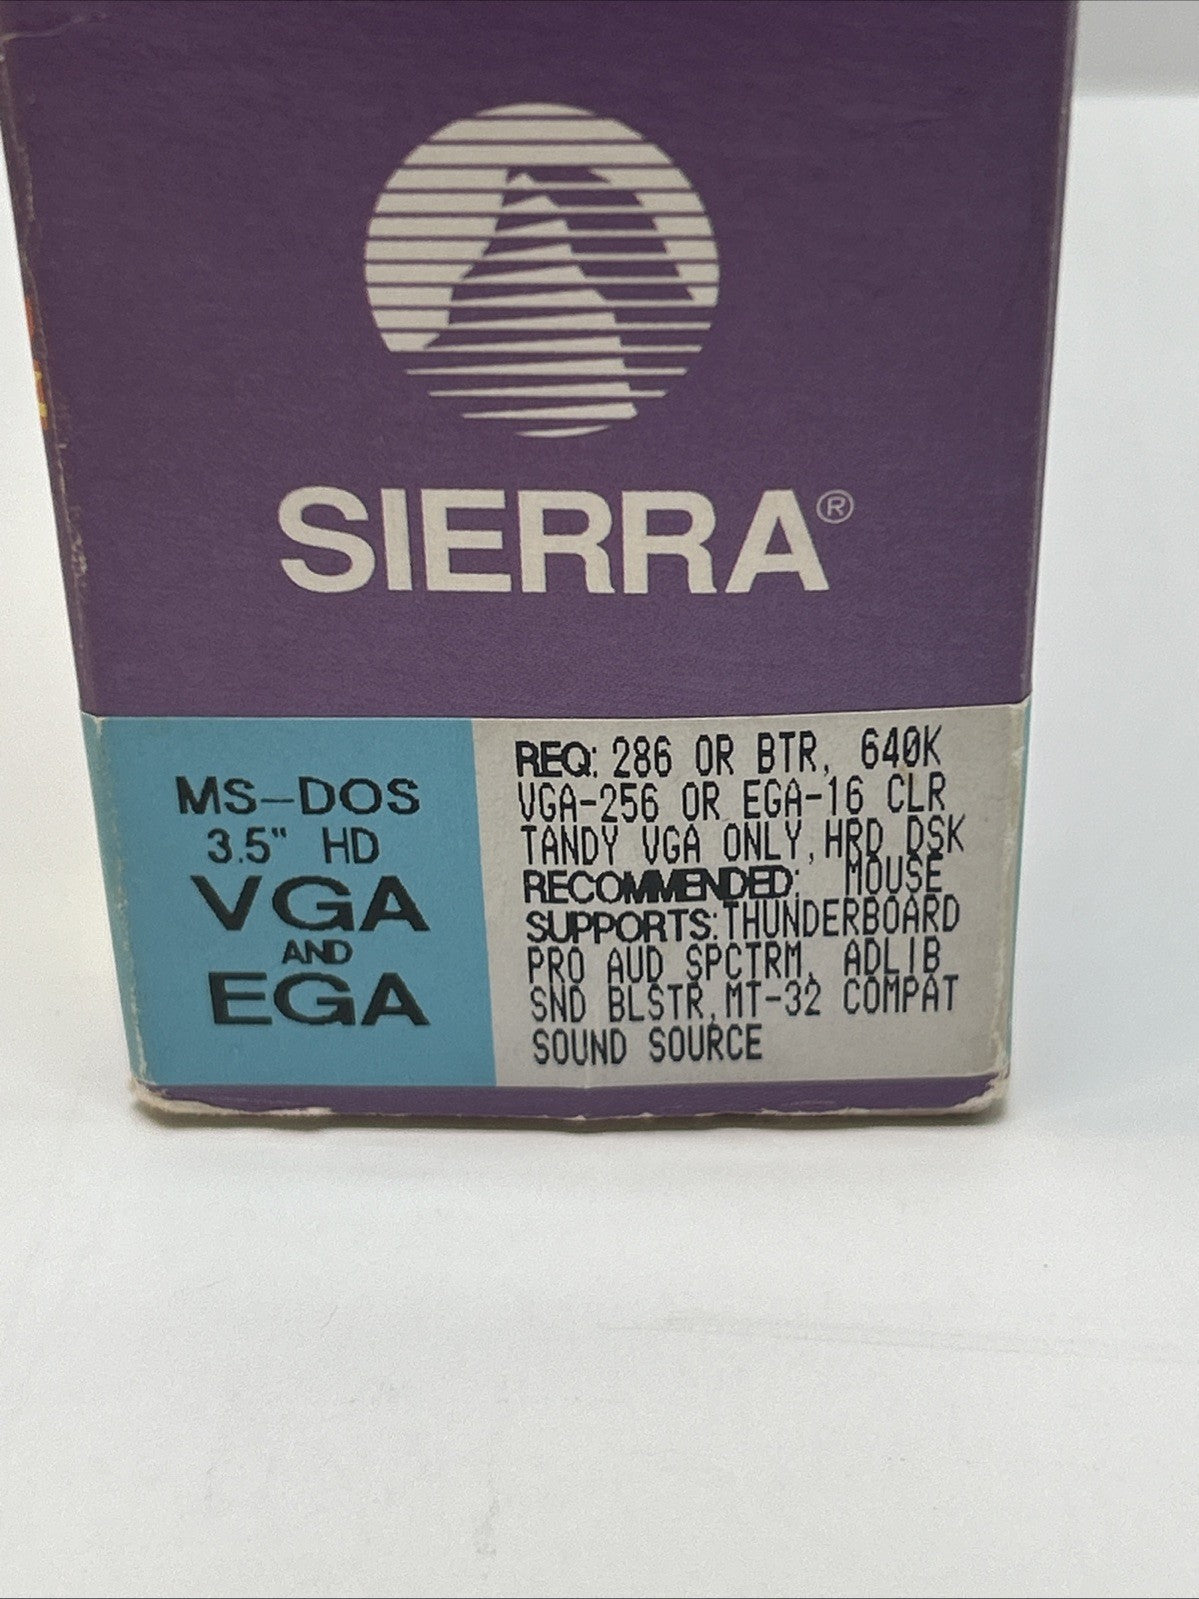 SIERRA®
MS-DOS
3.5" HD
VGA
AND
EGA
REQ: 286 OR BTR, 640K
VGA-256 OR EGA-16 CLR
TANDY VGA ONLY, HRD DSK
RECOMMENDED: MOUSE
SUPPORTS: THUNDERBOARD
PRO AUD SPCTRM, ADLIB
SND BLSTR, MT-32 COMPAT
SOUND SOURCE